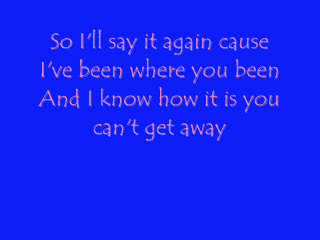 So I'll say it again cause
I've been where you been
And I know how it is you
can't get away